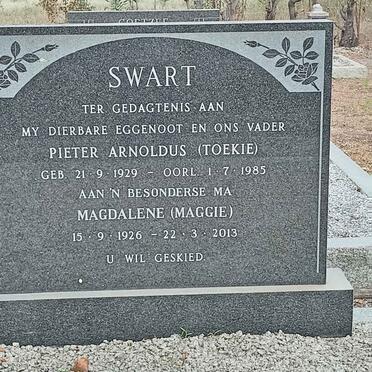 SWART
TER GEDAGTENIS AAN
MY DIERBARE EGGENOOT EN ONS VADER
PIETER ARNOLDUS (TOEKIE)
GEB. 21·9·1929 – OORL. 1·7·1985
AAN 'N BESONDERSE MA
MAGDALENE (MAGGIE)
15·9·1926 – 22·3·2013
U WIL GESKIED.